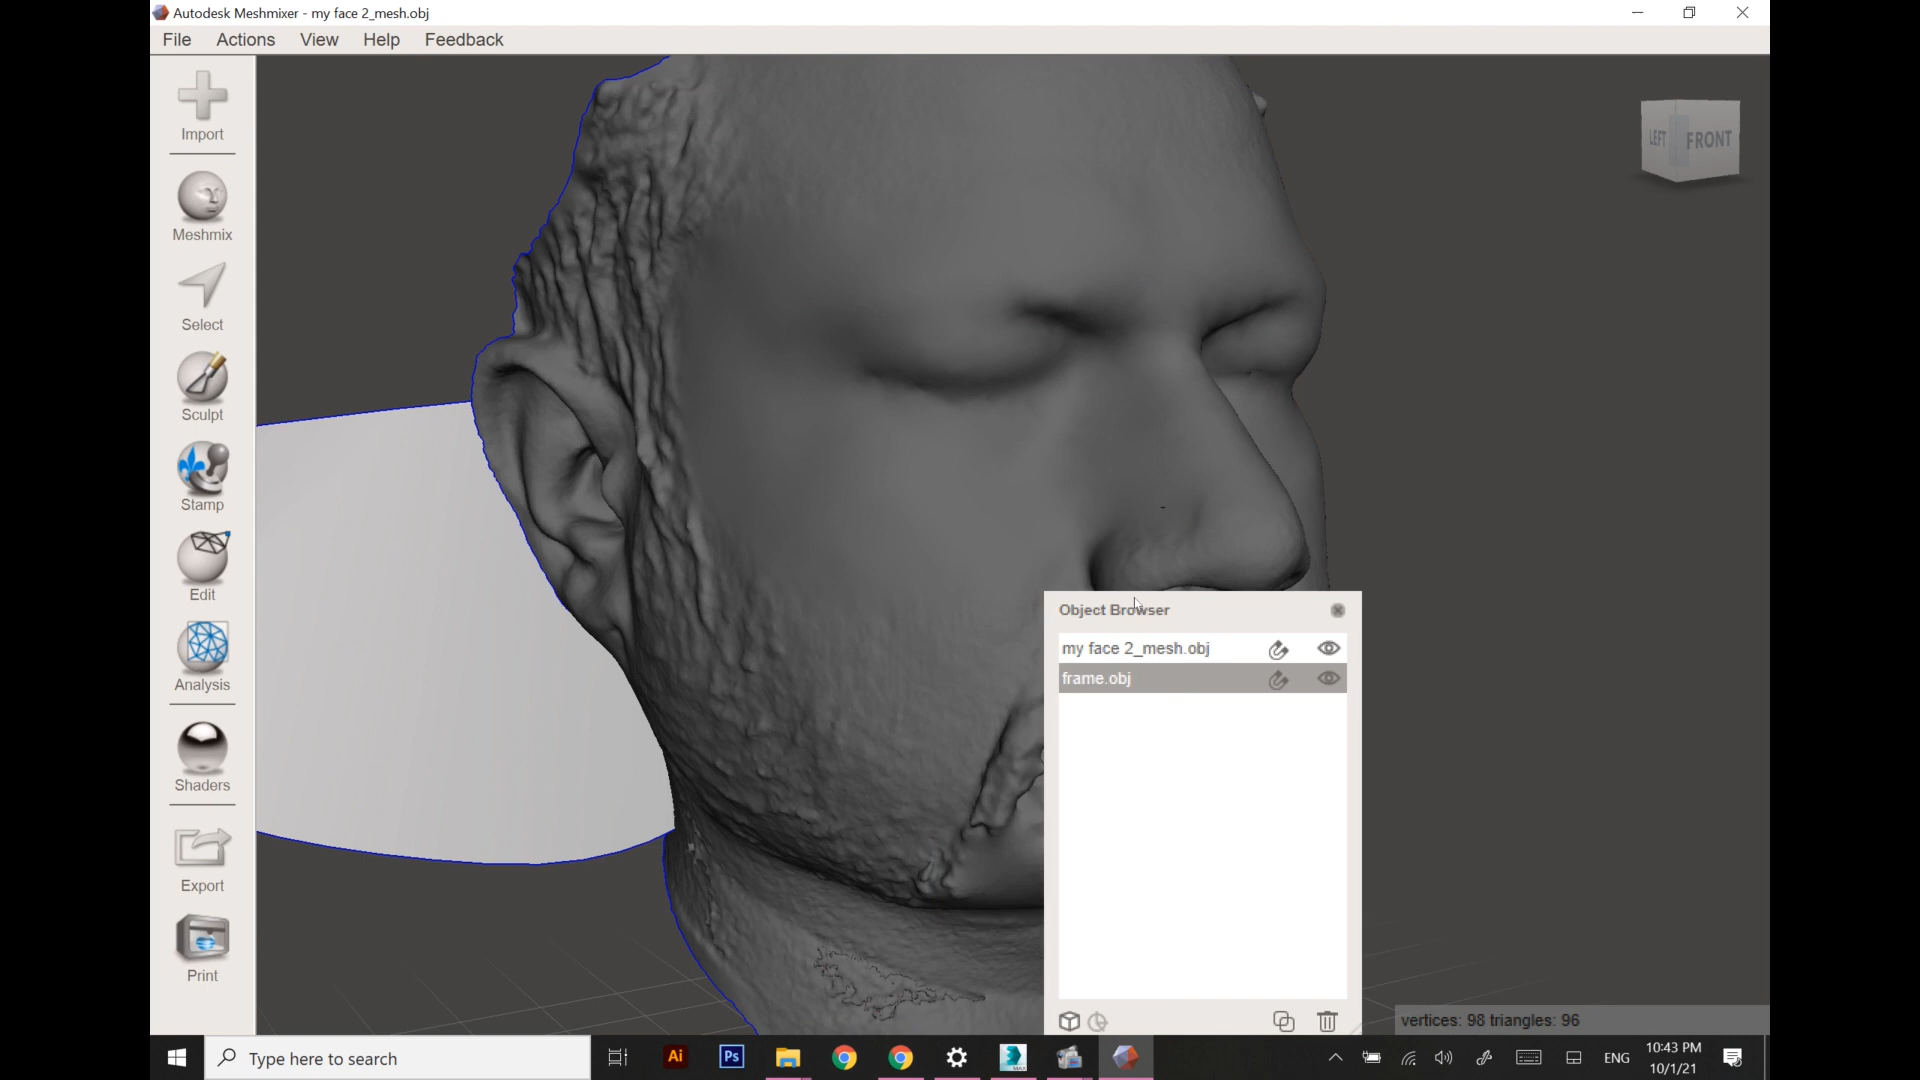 Autodesk Meshmixer - my face 2_mesh.obj
File Actions View Help Feedback
Import
Meshmix
Select
Sculpt
Stamp
Edit
Analysis
Shaders
Export
Print
LEFT FRONT
Object Browser
my face 2_mesh.obj
frame.obj
vertices: 98 triangles: 96
Type here to search
Ai
Ps
MAX
ENG
10:43 PM
10/1/21